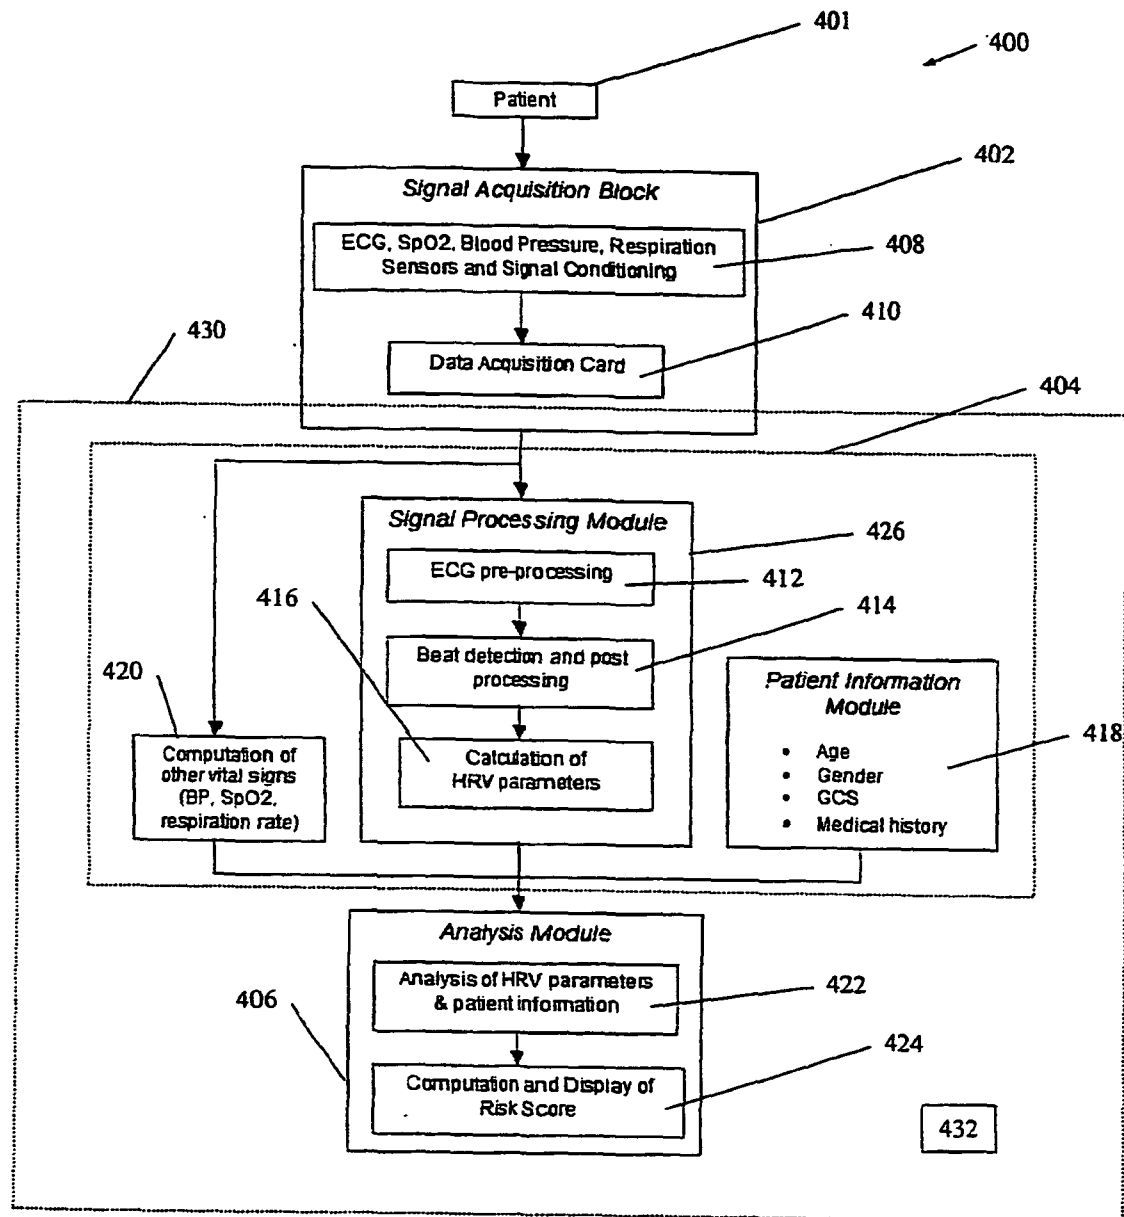 401
400
Patient
402
Signal Acquisition Block
ECG, SpO2, Blood Pressure, Respiration
Sensors and Signal Conditioning
408
410
430
Data Acquisition Card
404
Signal Processing Module
426
ECG pre-processing
412
416
414
Beat detection and post
processing
420
Patient Information
Module
418
Computation of
other vital signs
(BP, SpO2,
respiration rate)
Calculation of
HRV parameters
• Age
• Gender
• GCS
• Medical history
Analysis Module
Analysis of HRV parameters
& patient information
422
406
424
Computation and Display of
Risk Score
432